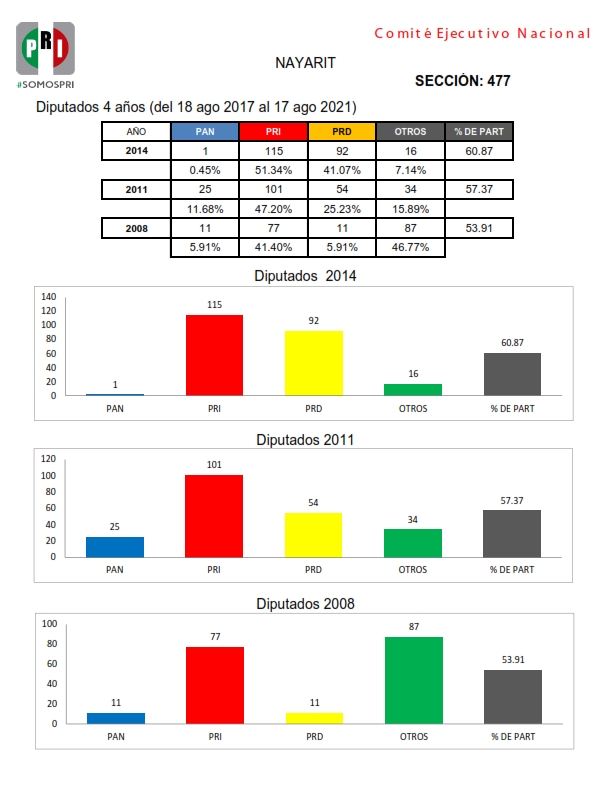 Comité Ejecutivo Nacional
PRI
#SOMOSPRI
NAYARIT
SECCIÓN: 477
Diputados 4 años (del 18 ago 2017 al 17 ago 2021)
AÑO PAN PRI PRD OTROS % DE PART
2014 1 115 92 16 60.87
0.45% 51.34% 41.07% 7.14%
2011 25 101 54 34 57.37
11.68% 47.20% 25.23% 15.89%
2008 11 77 11 87 53.91
5.91% 41.40% 5.91% 46.77%
Diputados 2014
140
120
100
80
60
40
20
0
1 115 92 16 60.87
PAN PRI PRD OTROS % DE PART
Diputados 2011
120
100
80
60
40
20
0
25 101 54 34 57.37
PAN PRI PRD OTROS % DE PART
Diputados 2008
100
80
60
40
20
0
11 77 11 87 53.91
PAN PRI PRD OTROS % DE PART